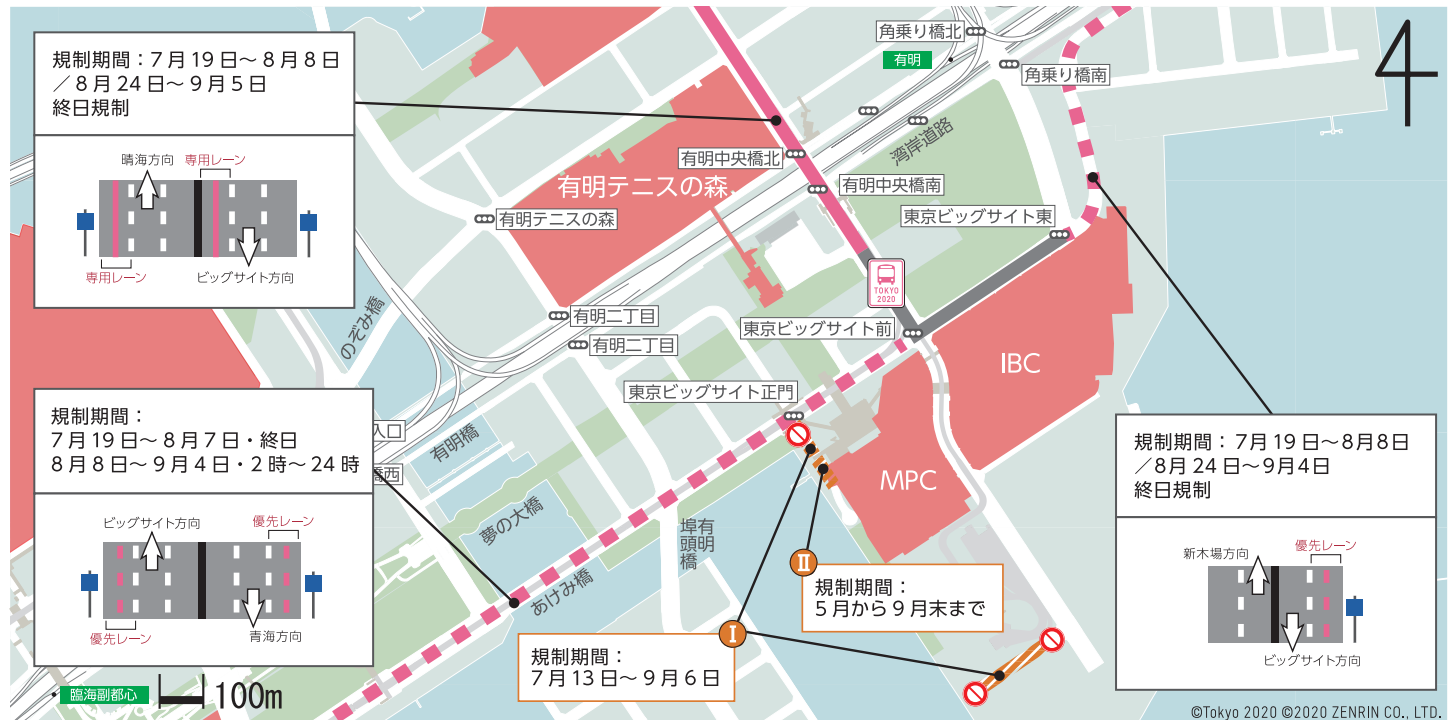 規制期間：7月19日～8月8日
／8月24日～9月5日
終日規制
晴海方向
専用レーン
専用レーン
ビッグサイト方向
角乗り橋北
有明
角乗り橋南
4
湾岸道路
有明中央橋北
有明テニスの森
有明中央橋南
有明テニスの森
東京ビッグサイト東
TOKYO
2020
のぞみ橋
有明二丁目
有明二丁目
東京ビッグサイト前
IBC
東京ビッグサイト正門
MPC
規制期間：
7月19日～8月7日・終日
8月8日～9月4日・2時～24時
ビッグサイト方向
優先レーン
優先レーン
青海方向
入口
橋西
有明橋
夢の大橋
あけみ橋
有明
埠頭橋
規制期間：7月19日～8月8日
／8月24日～9月4日
終日規制
新木場方向
優先レーン
ビッグサイト方向
II
規制期間：
5月から9月末まで
I
規制期間：
7月13日～9月6日
臨海副都心
100m
©Tokyo 2020 ©2020 ZENRIN CO., LTD.